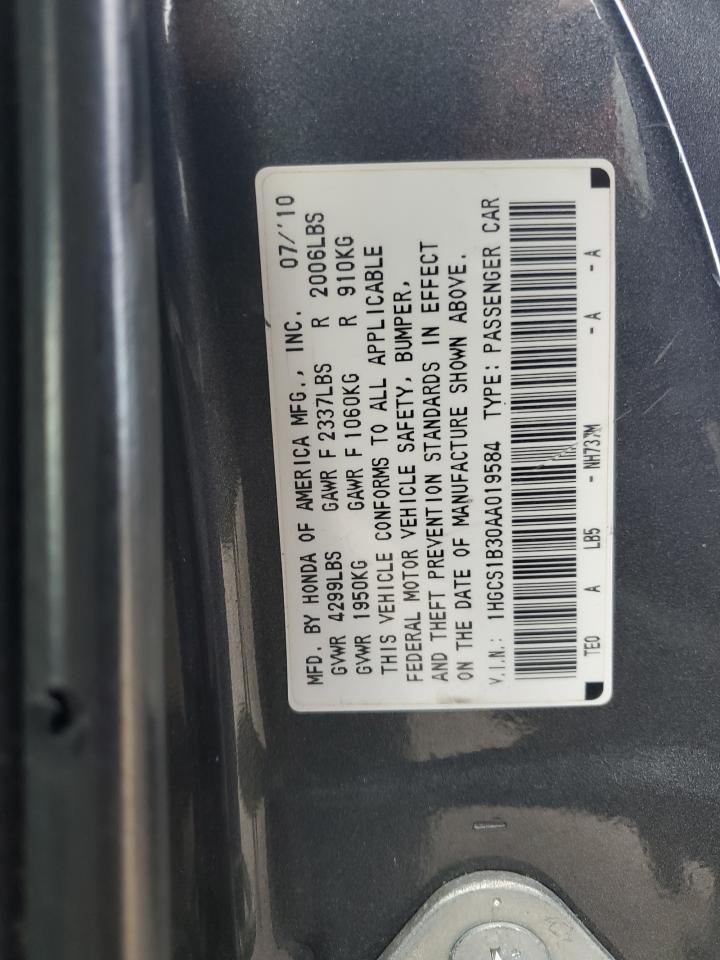 MFD. BY HONDA OF AMERICA MFG., INC. 07/'10
GVWR 4299LBS GAWR F 2337LBS R 2006LBS
GVWR 1950KG GAWR F 1060KG R 910KG
THIS VEHICLE CONFORMS TO ALL APPLICABLE
FEDERAL MOTOR VEHICLE SAFETY, BUMPER,
AND THEFT PREVENTION STANDARDS IN EFFECT
ON THE DATE OF MANUFACTURE SHOWN ABOVE.
V.I.N.: 1HGCS1B30AA019584 TYPE: PASSENGER CAR
TE0 A LB5 - NH737M - A - A